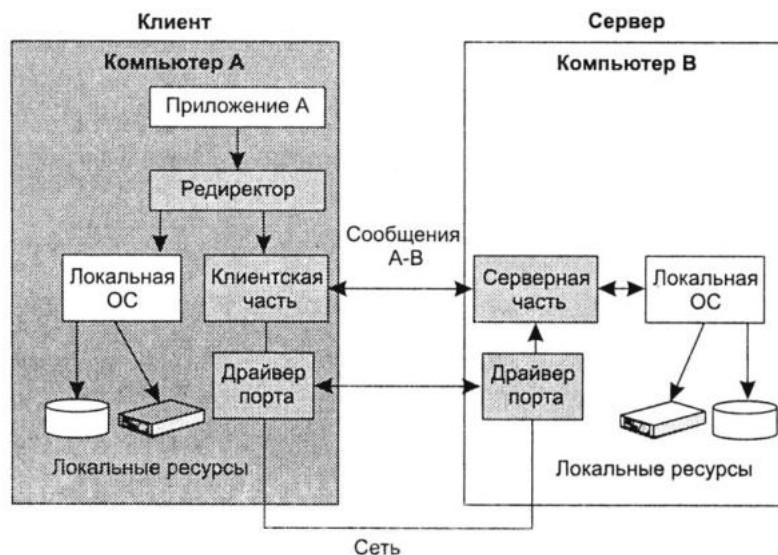 Клиент
Сервер
Компьютер А
Компьютер В
Приложение А
Редиректор
Сообщения
А-В
Локальная
ОС
Клиентская
часть
Серверная
часть
Локальная
ОС
Драйвер
порта
Драйвер
порта
Локальные ресурсы
Локальные ресурсы
Сеть